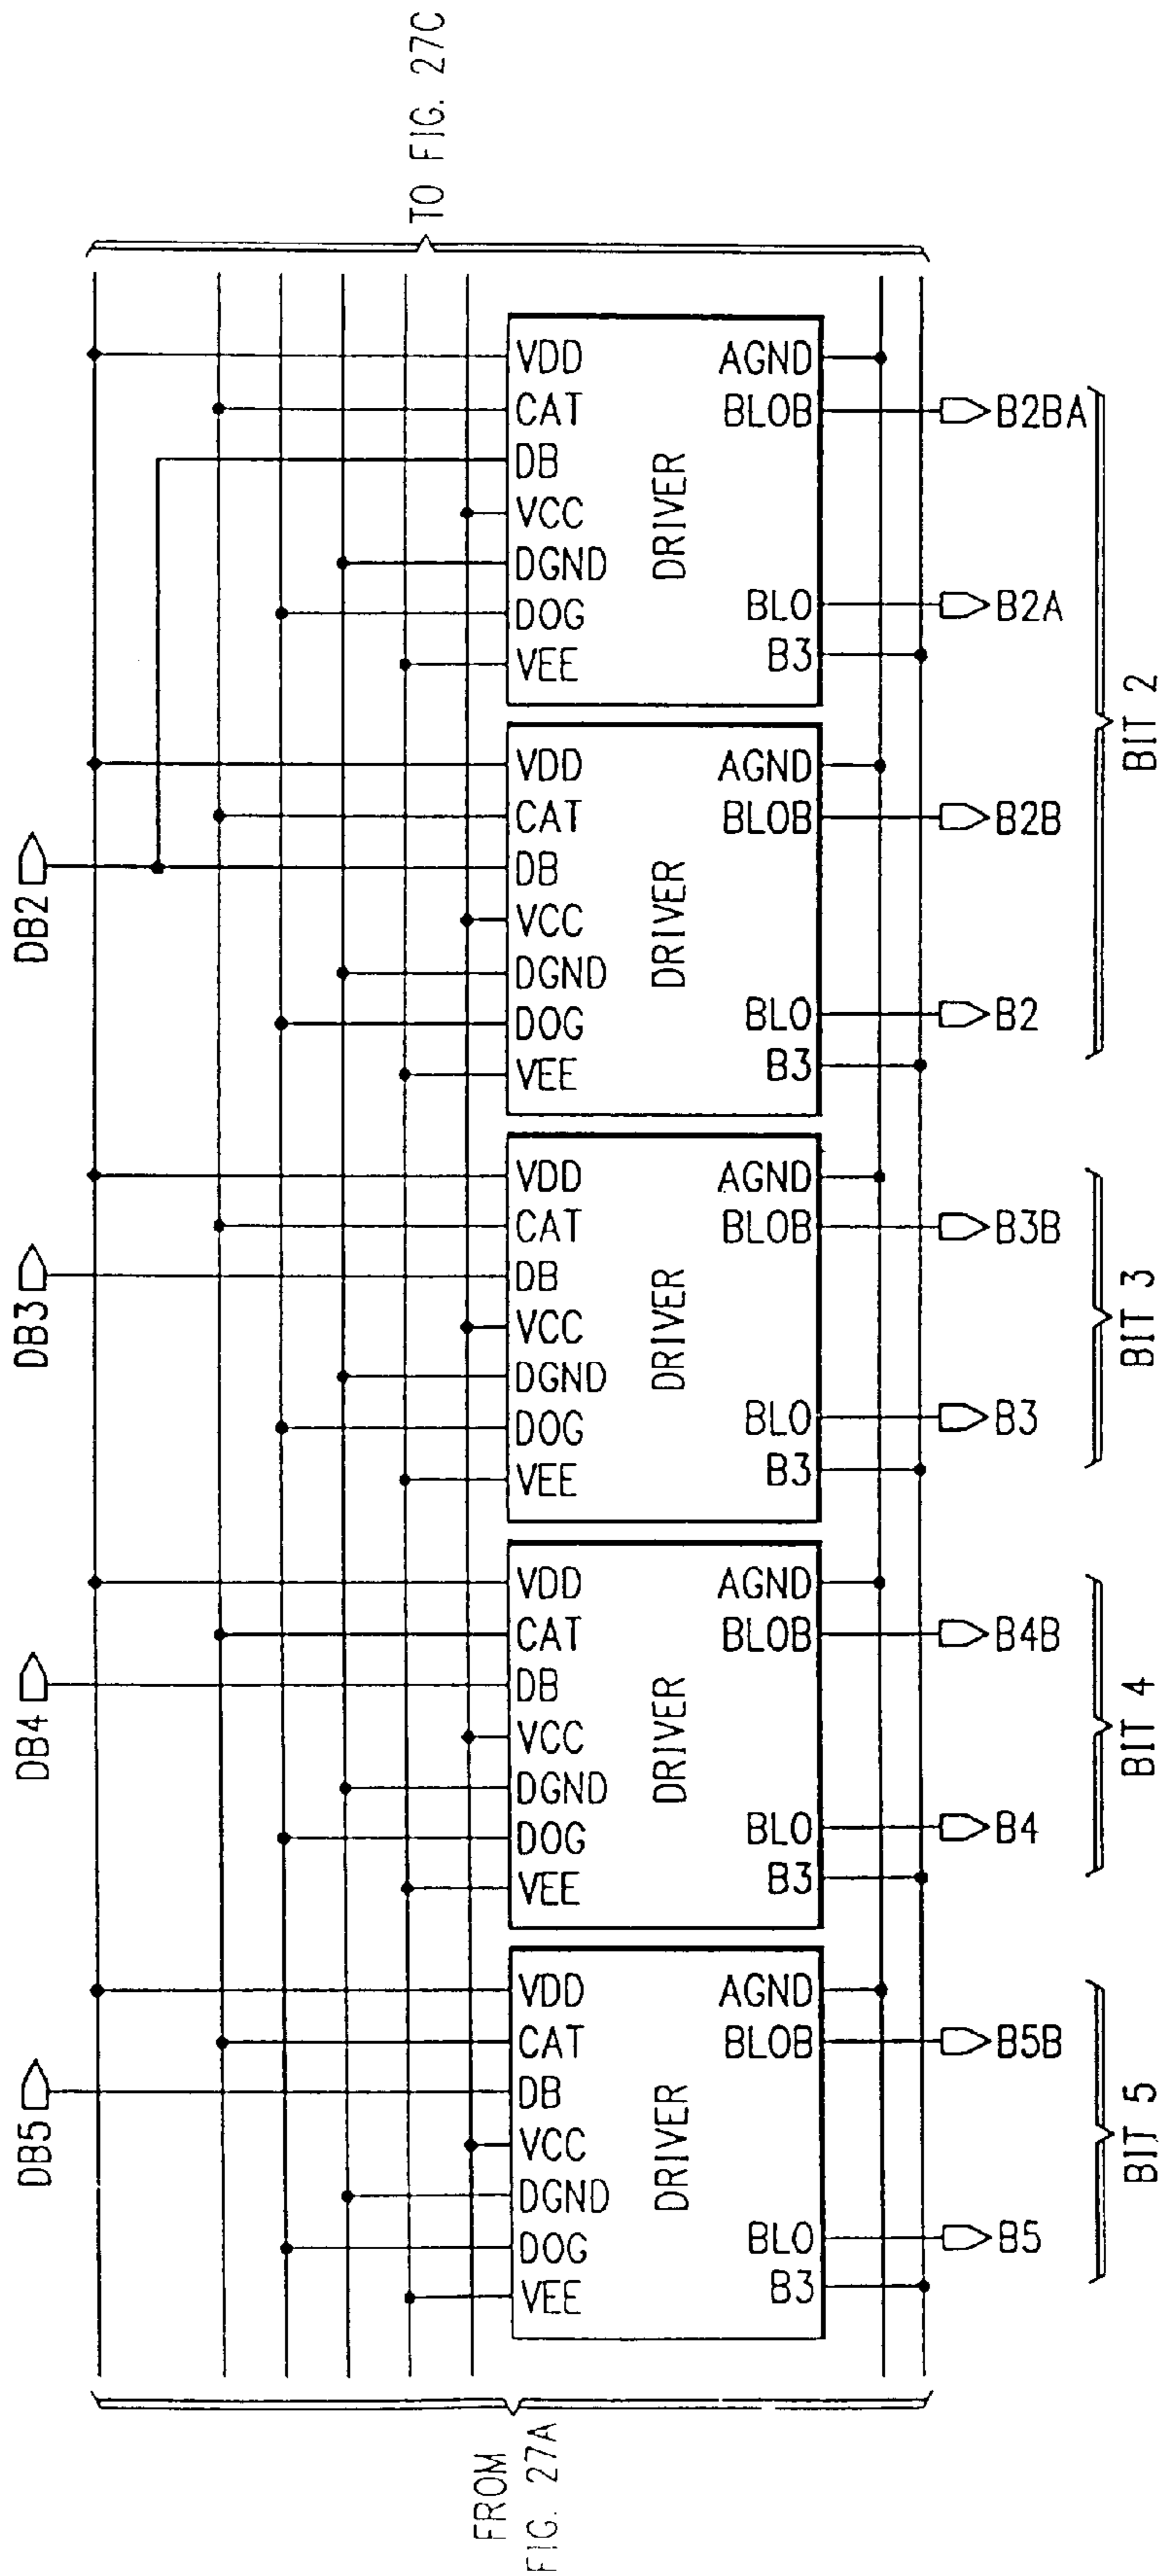 TO FIG. 27C
DB2
VDD
CAT
DB
VCC
DGND
DOG
VEE
DRIVER
AGND
BLOB
BLO
B3
B2BA
B2A
VDD
CAT
DB
VCC
DGND
DOG
VEE
DRIVER
AGND
BLOB
BLO
B3
B2B
B2
BIT 2
DB3
VDD
CAT
DB
VCC
DGND
DOG
VEE
DRIVER
AGND
BLOB
BLO
B3
B3B
B3
BIT 3
DB4
VDD
CAT
DB
VCC
DGND
DOG
VEE
DRIVER
AGND
BLOB
BLO
B3
B4B
B4
BIT 4
DB5
VDD
CAT
DB
VCC
DGND
DOG
VEE
DRIVER
AGND
BLOB
BLO
B3
B5B
B5
BIT 5
FROM
FIG. 27A